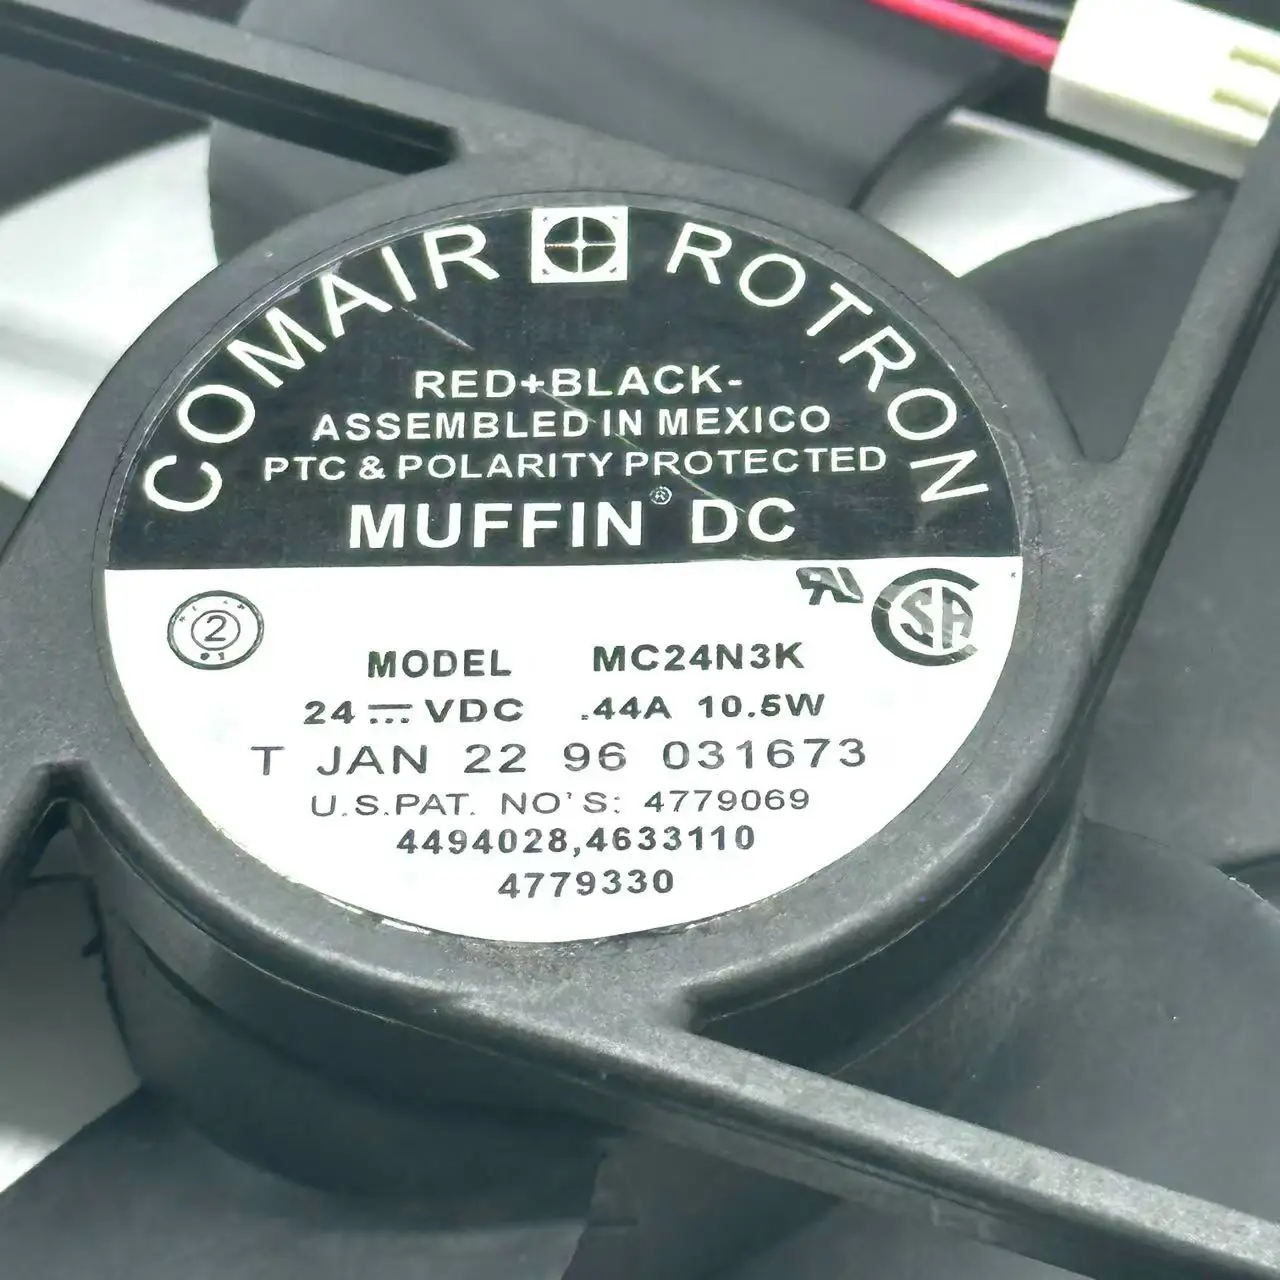 COMAIR ROTRON
RED+BLACK-
ASSEMBLED IN MEXICO
PTC & POLARITY PROTECTED
MUFFIN® DC
2
MODEL MC24N3K
24 VDC .44A 10.5W
T JAN 22 96 031673
U.S.PAT. NO'S: 4779069
4494028,4633110
4779330